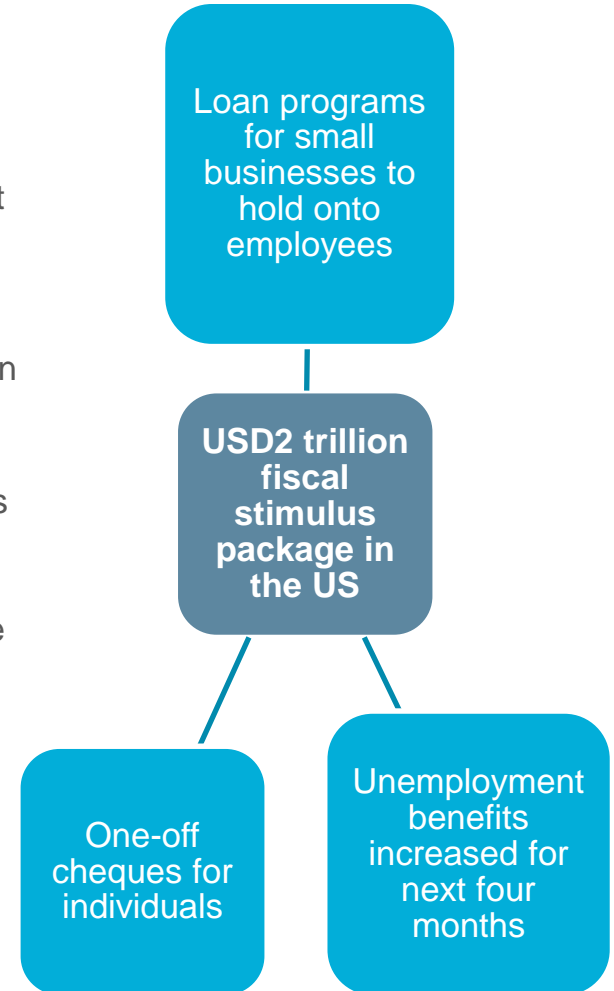 Loan programs
for small
businesses to
hold onto
employees
t
n
USD2 trillion
fiscal
stimulus
package in
the US
s
e
One-off
cheques for
individuals
Unemployment
benefits
increased for
next four
months